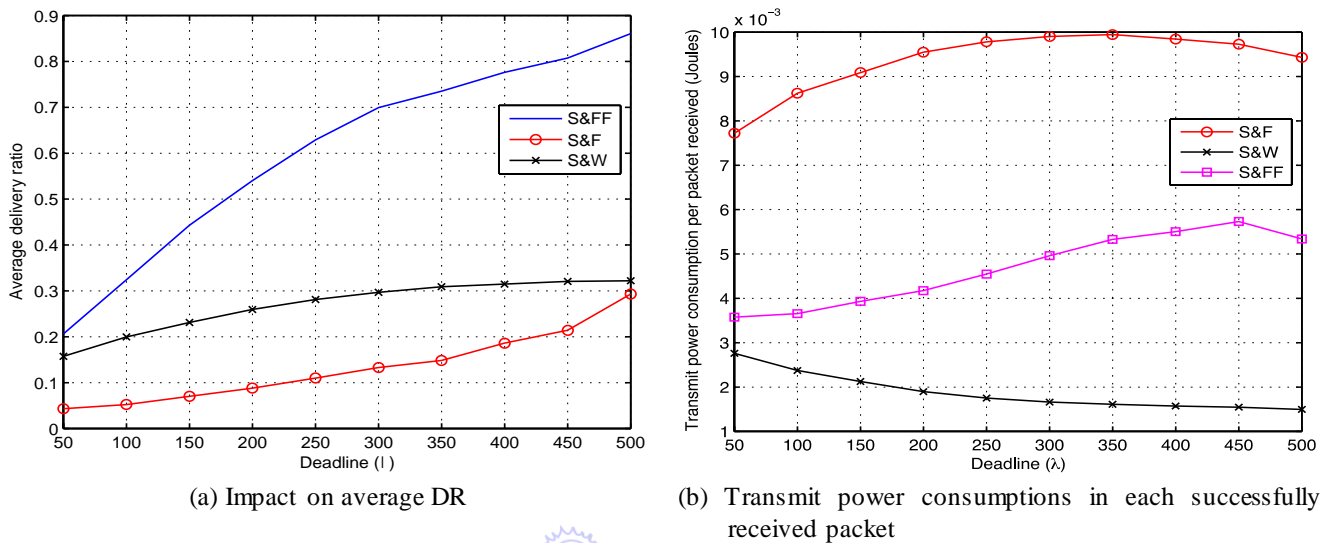 0.9
0.8
0.7
0.6
0.5
0.4
0.3
0.2
0.1
0
50 100 150 200 250 300 350 400 450 500
Average delivery ratio
Deadline (l)
S&FF
S&F
S&W
(a) Impact on average DR
x 10⁻³
10
9
8
7
6
5
4
3
2
1
50 100 150 200 250 300 350 400 450 500
Transmit power consumption per packet received (Joules)
Deadline (λ)
S&F
S&W
S&FF
(b) Transmit power consumptions in each successfully
received packet